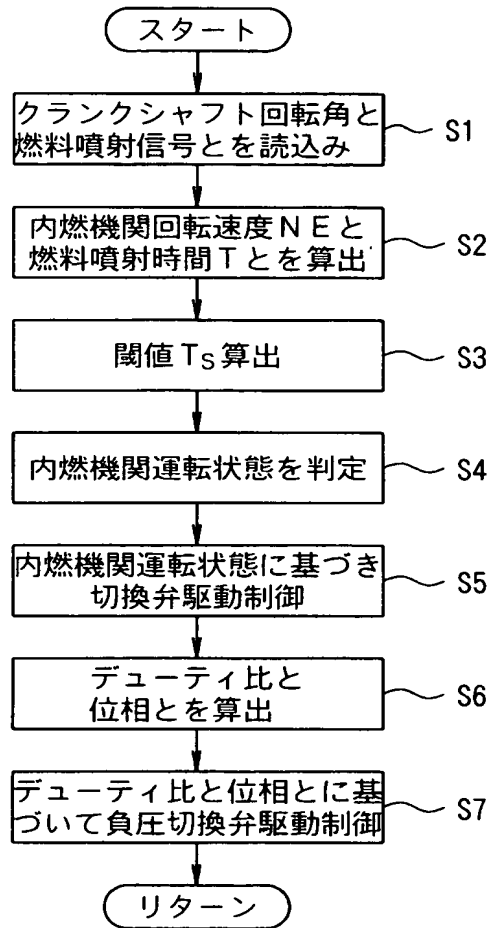 スタート
クランクシャフト回転角と
燃料噴射信号とを読込み
S1
内燃機関回転速度NEと
燃料噴射時間Tとを算出
S2
閾値TS算出
S3
内燃機関運転状態を判定
S4
内燃機関運転状態に基づき
切換弁駆動制御
S5
デューティ比と
位相とを算出
S6
デューティ比と位相とに基
づいて負圧切換弁駆動制御
S7
リターン